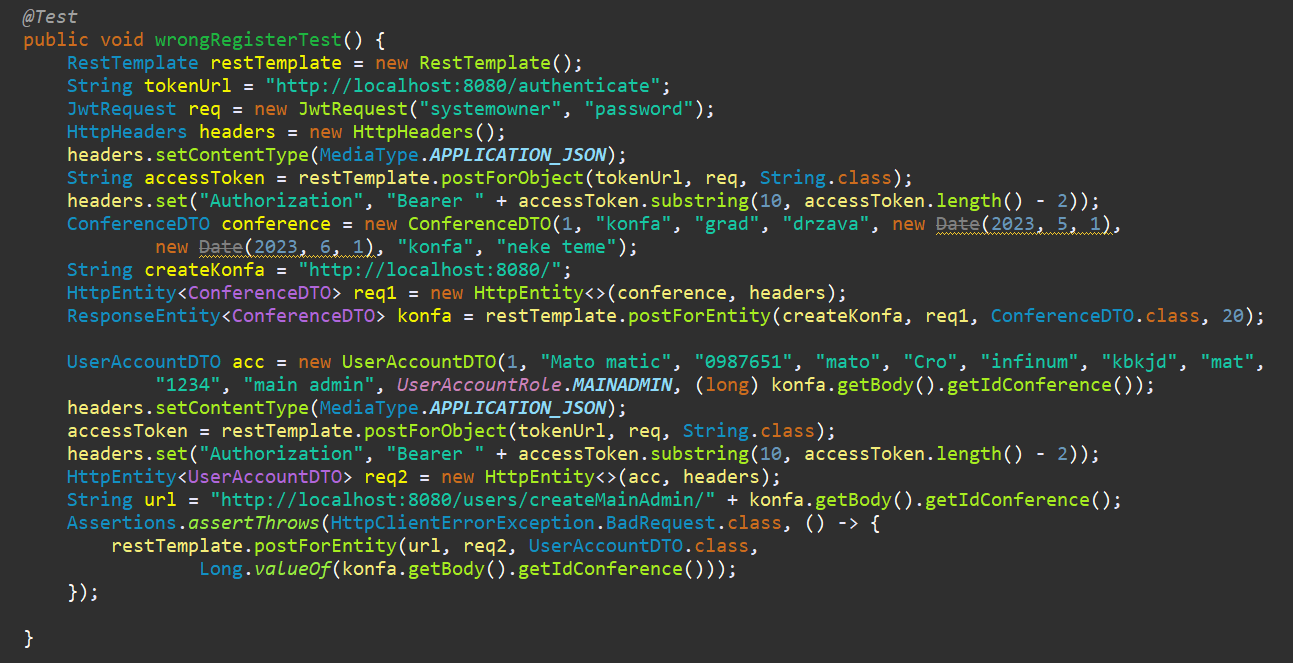 @Test
public void wrongRegisterTest() {
    RestTemplate restTemplate = new RestTemplate();
    String tokenUrl = "http://localhost:8080/authenticate";
    JwtRequest req = new JwtRequest("systemowner", "password");
    HttpHeaders headers = new HttpHeaders();
    headers.setContentType(MediaType.APPLICATION_JSON);
    String accessToken = restTemplate.postForObject(tokenUrl, req, String.class);
    headers.set("Authorization", "Bearer " + accessToken.substring(10, accessToken.length() - 2));
    ConferenceDTO conference = new ConferenceDTO(1, "konfa", "grad", "drzava", new Date(2023, 5, 1),
            new Date(2023, 6, 1), "konfa", "neke teme");
    String createKonfa = "http://localhost:8080/";
    HttpEntity<ConferenceDTO> req1 = new HttpEntity<>(conference, headers);
    ResponseEntity<ConferenceDTO> konfa = restTemplate.postForEntity(createKonfa, req1, ConferenceDTO.class, 20);

    UserAccountDTO acc = new UserAccountDTO(1, "Mato matic", "0987651", "mato", "Cro", "infinum", "kbkjd", "mat",
            "1234", "main admin", UserAccountRole.MAINADMIN, (long) konfa.getBody().getIdConference());
    headers.setContentType(MediaType.APPLICATION_JSON);
    accessToken = restTemplate.postForObject(tokenUrl, req, String.class);
    headers.set("Authorization", "Bearer " + accessToken.substring(10, accessToken.length() - 2));
    HttpEntity<UserAccountDTO> req2 = new HttpEntity<>(acc, headers);
    String url = "http://localhost:8080/users/createMainAdmin/" + konfa.getBody().getIdConference();
    Assertions.assertThrows(HttpClientErrorException.BadRequest.class, () -> {
        restTemplate.postForEntity(url, req2, UserAccountDTO.class,
                Long.valueOf(konfa.getBody().getIdConference()));
    });

}